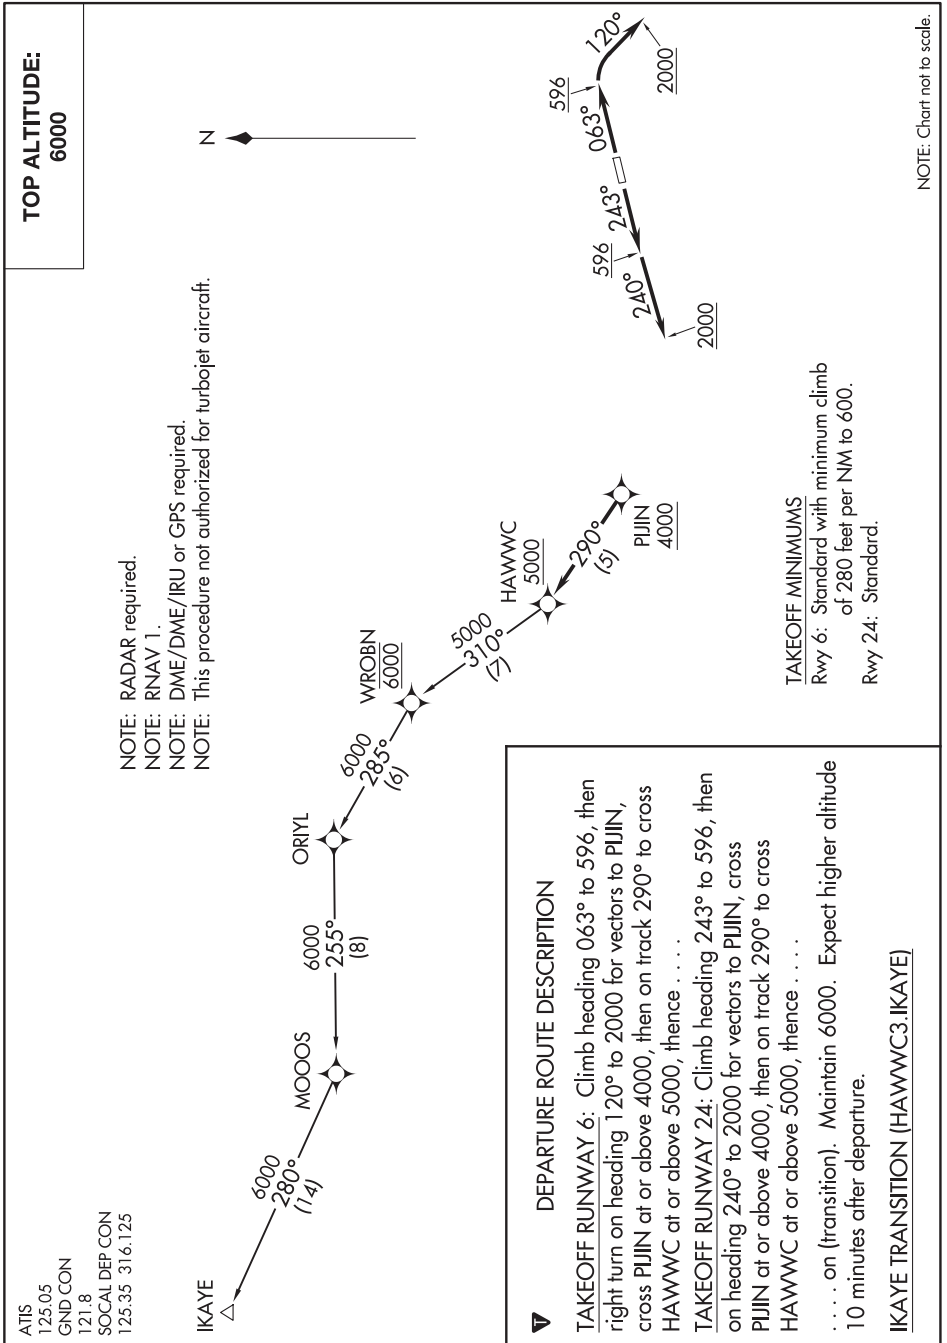 ATIS
125.05
GND CON
121.8
SOCAL DEP CON
125.35 316.125
TOP ALTITUDE:
6000
NOTE: RADAR required.
NOTE: RNAV 1.
NOTE: DME/DME/IRU or GPS required.
NOTE: This procedure not authorized for turbojet aircraft.
N
IKAYE
6000
280°
(14)
MOOOS
6000
255°
(8)
ORIYL
6000
285°
(6)
WROBN
6000
5000
310°
(7)
HAWWC
5000
290°
(5)
PIJIN
4000
2000
240°
596
243°
063°
596
120°
2000
TAKEOFF MINIMUMS
Rwy 6: Standard with minimum climb
of 280 feet per NM to 600.
Rwy 24: Standard.
T
DEPARTURE ROUTE DESCRIPTION
TAKEOFF RUNWAY 6: Climb heading 063° to 596, then
right turn on heading 120° to 2000 for vectors to PIJIN,
cross PIJIN at or above 4000, then on track 290° to cross
HAWWC at or above 5000, thence . . . .
TAKEOFF RUNWAY 24: Climb heading 243° to 596, then
on heading 240° to 2000 for vectors to PIJIN, cross
PIJIN at or above 4000, then on track 290° to cross
HAWWC at or above 5000, thence . . . .
. . . . on (transition). Maintain 6000. Expect higher altitude
10 minutes after departure.
IKAYE TRANSITION (HAWWC3.IKAYE)
NOTE: Chart not to scale.